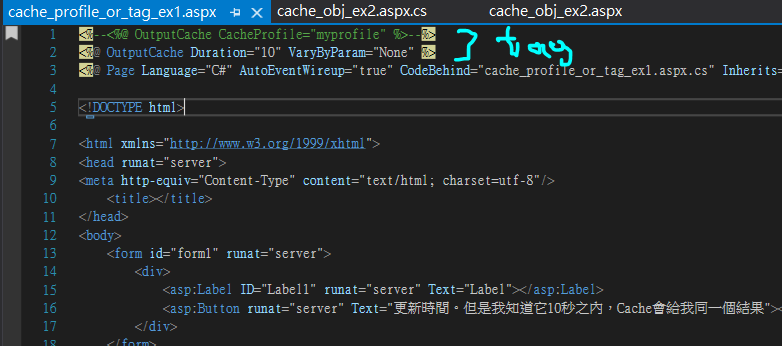 cache_profile_or_tag_ex1.aspx cache_obj_ex2.aspx.cs cache_obj_ex2.aspx
1 <%--<%@ OutputCache CacheProfile="myprofile" %>--%>
2 <%@ OutputCache Duration="10" VaryByParam="None" %>
tag
3 <%@ Page Language="C#" AutoEventWireup="true" CodeBehind="cache_profile_or_tag_ex1.aspx.cs" Inherits=
4
5 <!DOCTYPE html>
6
7 <html xmlns="http://www.w3.org/1999/xhtml">
8 <head runat="server">
9 <meta http-equiv="Content-Type" content="text/html; charset=utf-8"/>
10 <title></title>
11 </head>
12 <body>
13 <form id="form1" runat="server">
14 <div>
15 <asp:Label ID="Label1" runat="server" Text="Label"></asp:Label>
16 <asp:Button runat="server" Text="更新時間。但是我知道它10秒之內，Cache會給我同一個結果">
17 </div>
18 </form>